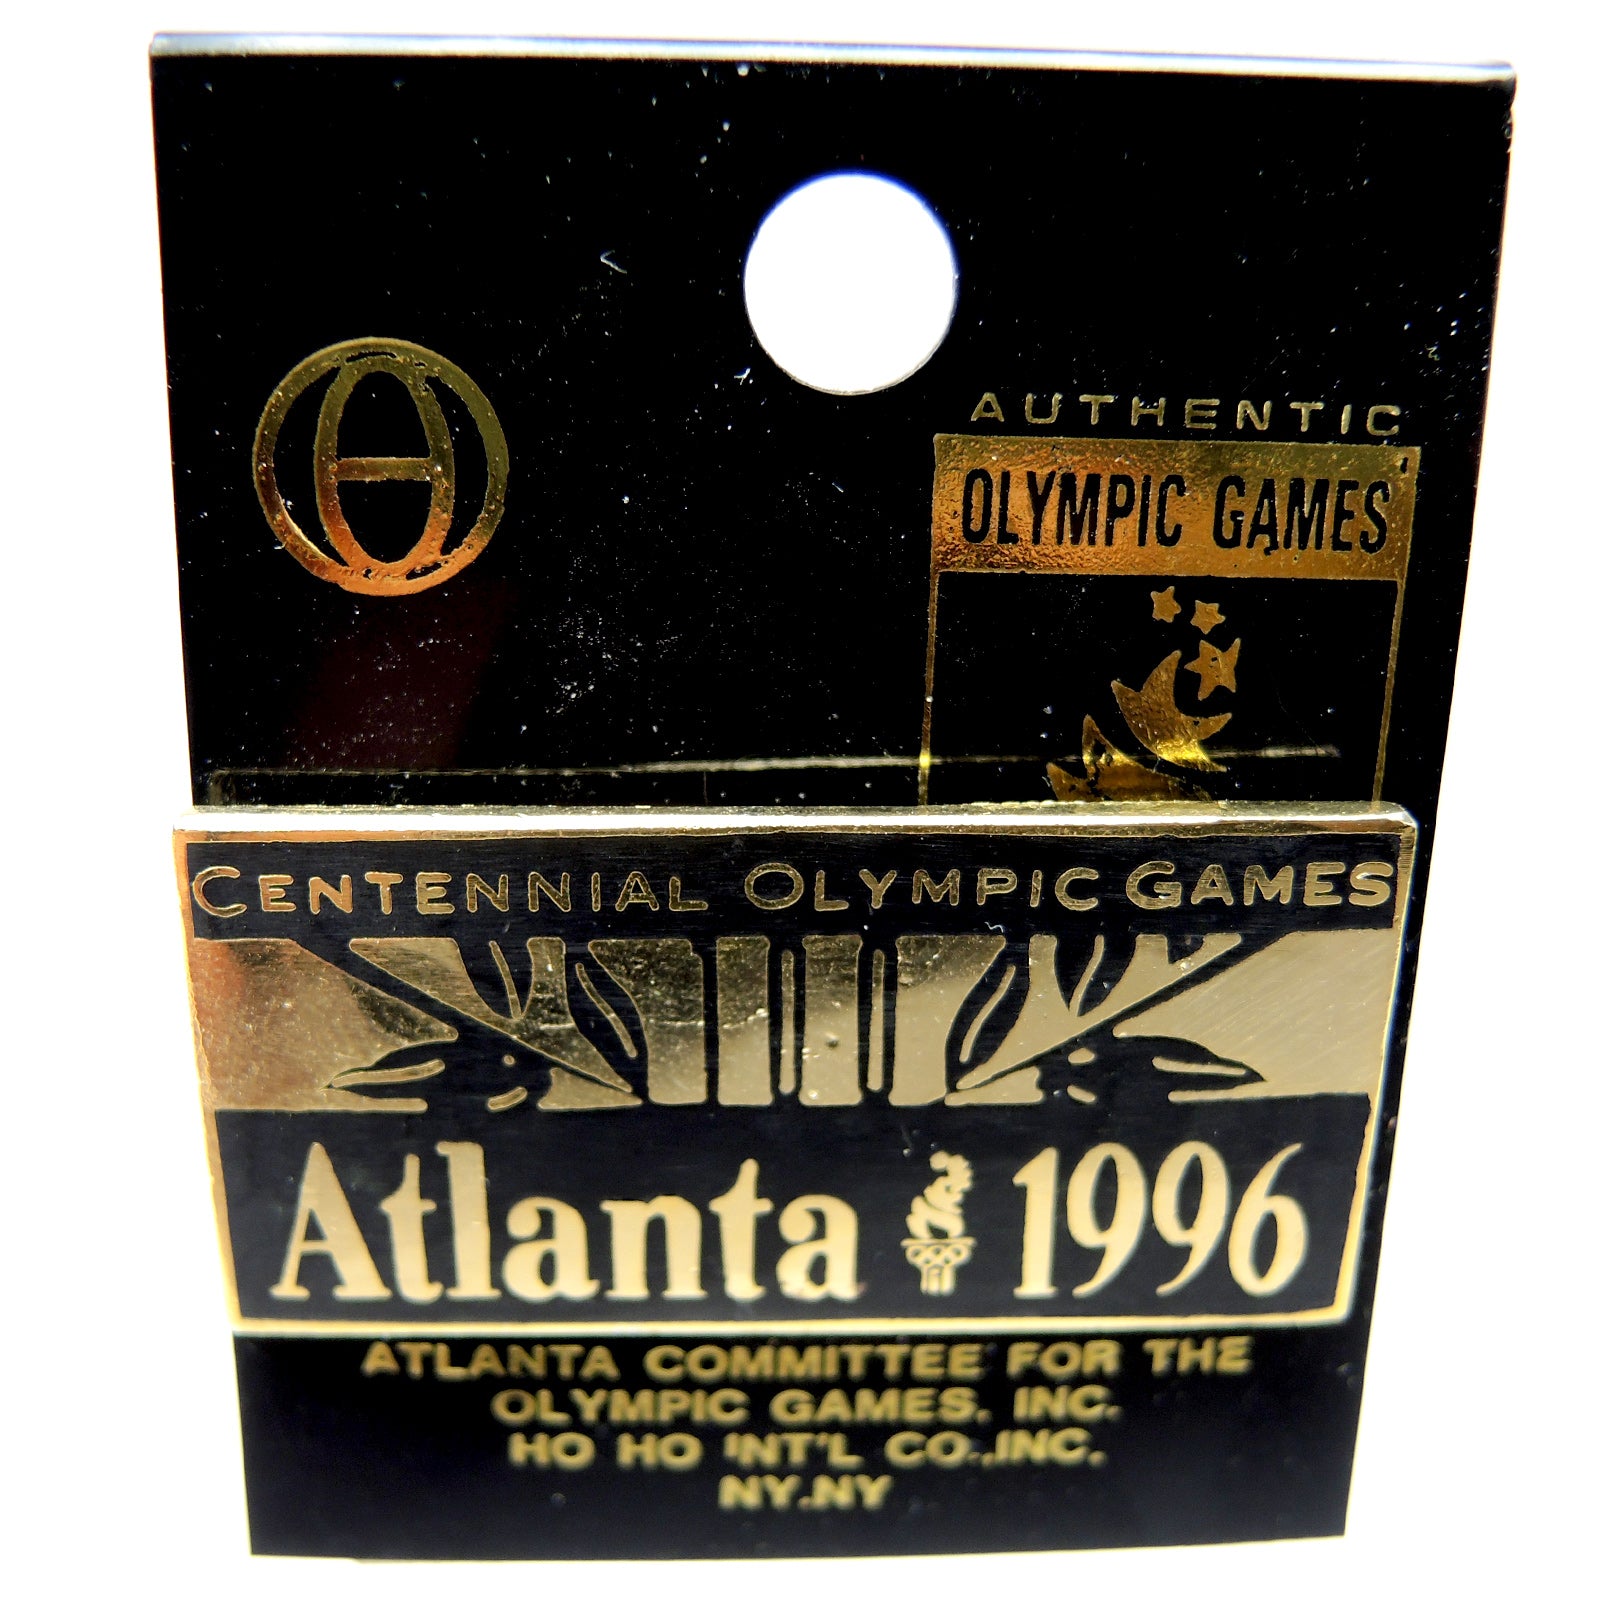 AUTHENTIC
OLYMPIC GAMES
CENTENNIAL OLYMPIC GAMES
Atlanta 1996
ATLANTA COMMITTEE FOR THE
OLYMPIC GAMES, INC.
HO HO INT'L CO.,INC.
NY.NY